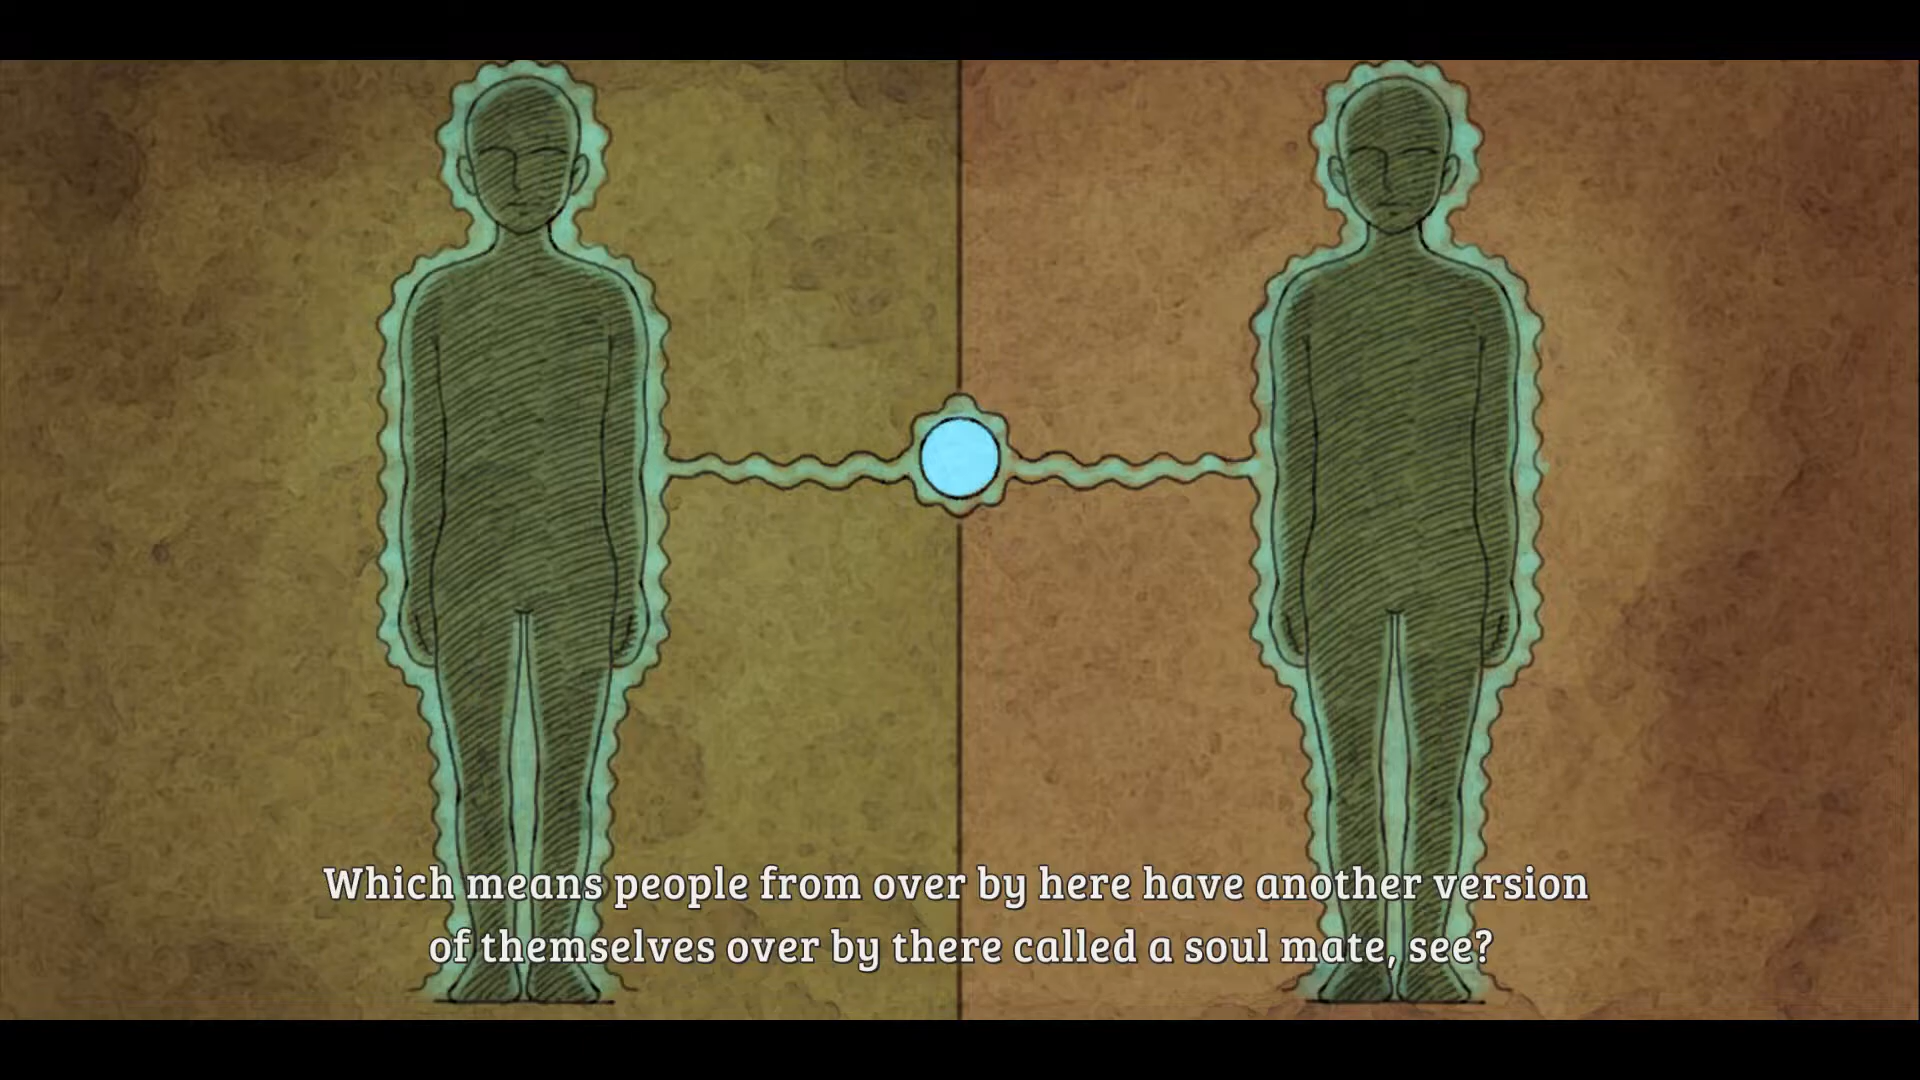 Which means people from over by here have another version
of themselves over by there called a soul mate, see?